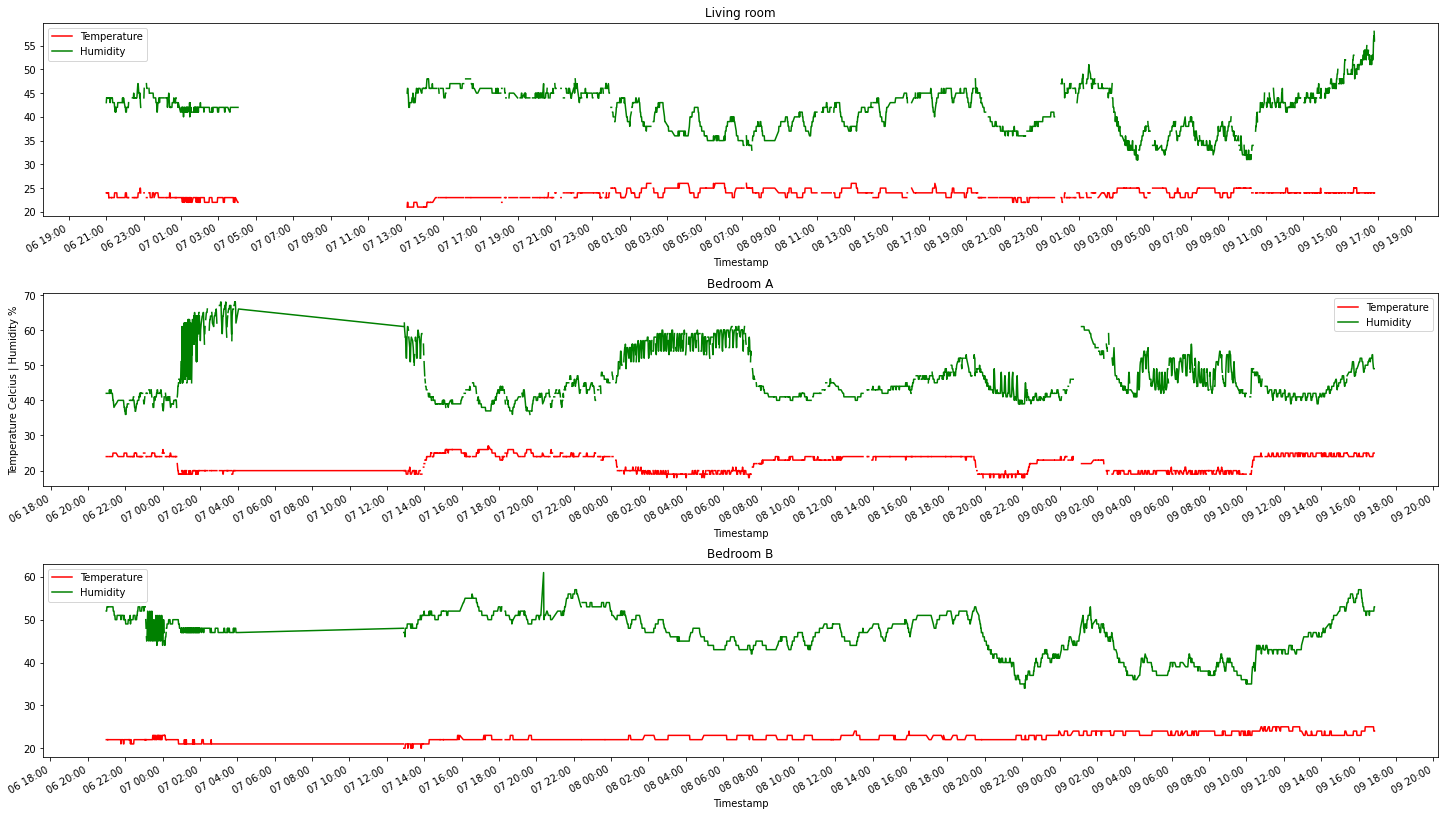 Living room
Temperature
Humidity
55
50
45
40
35
30
25
20
06 19:00 06 21:00 06 23:00 07 01:00 07 03:00 07 05:00 07 07:00 07 09:00 07 11:00 07 13:00 07 15:00 07 17:00 07 19:00 07 21:00 07 23:00 08 01:00 08 03:00 08 05:00 08 07:00 08 09:00 08 11:00 08 13:00 08 15:00 08 17:00 08 19:00 08 21:00 08 23:00 09 01:00 09 03:00 09 05:00 09 07:00 09 09:00 09 11:00 09 13:00 09 15:00 09 17:00 09 19:00
Timestamp
Bedroom A
Temperature
Humidity
Temperature Celcius | Humidity %
70
60
50
40
30
20
06 18:00 06 20:00 06 22:00 07 00:00 07 02:00 07 04:00 07 06:00 07 08:00 07 10:00 07 12:00 07 14:00 07 16:00 07 18:00 07 20:00 07 22:00 08 00:00 08 02:00 08 04:00 08 06:00 08 08:00 08 10:00 08 12:00 08 14:00 08 16:00 08 18:00 08 20:00 08 22:00 09 00:00 09 02:00 09 04:00 09 06:00 09 08:00 09 10:00 09 12:00 09 14:00 09 16:00 09 18:00 09 20:00
Timestamp
Bedroom B
Temperature
Humidity
60
50
40
30
20
06 18:00 06 20:00 06 22:00 07 00:00 07 02:00 07 04:00 07 06:00 07 08:00 07 10:00 07 12:00 07 14:00 07 16:00 07 18:00 07 20:00 07 22:00 08 00:00 08 02:00 08 04:00 08 06:00 08 08:00 08 10:00 08 12:00 08 14:00 08 16:00 08 18:00 08 20:00 08 22:00 09 00:00 09 02:00 09 04:00 09 06:00 09 08:00 09 10:00 09 12:00 09 14:00 09 16:00 09 18:00 09 20:00
Timestamp